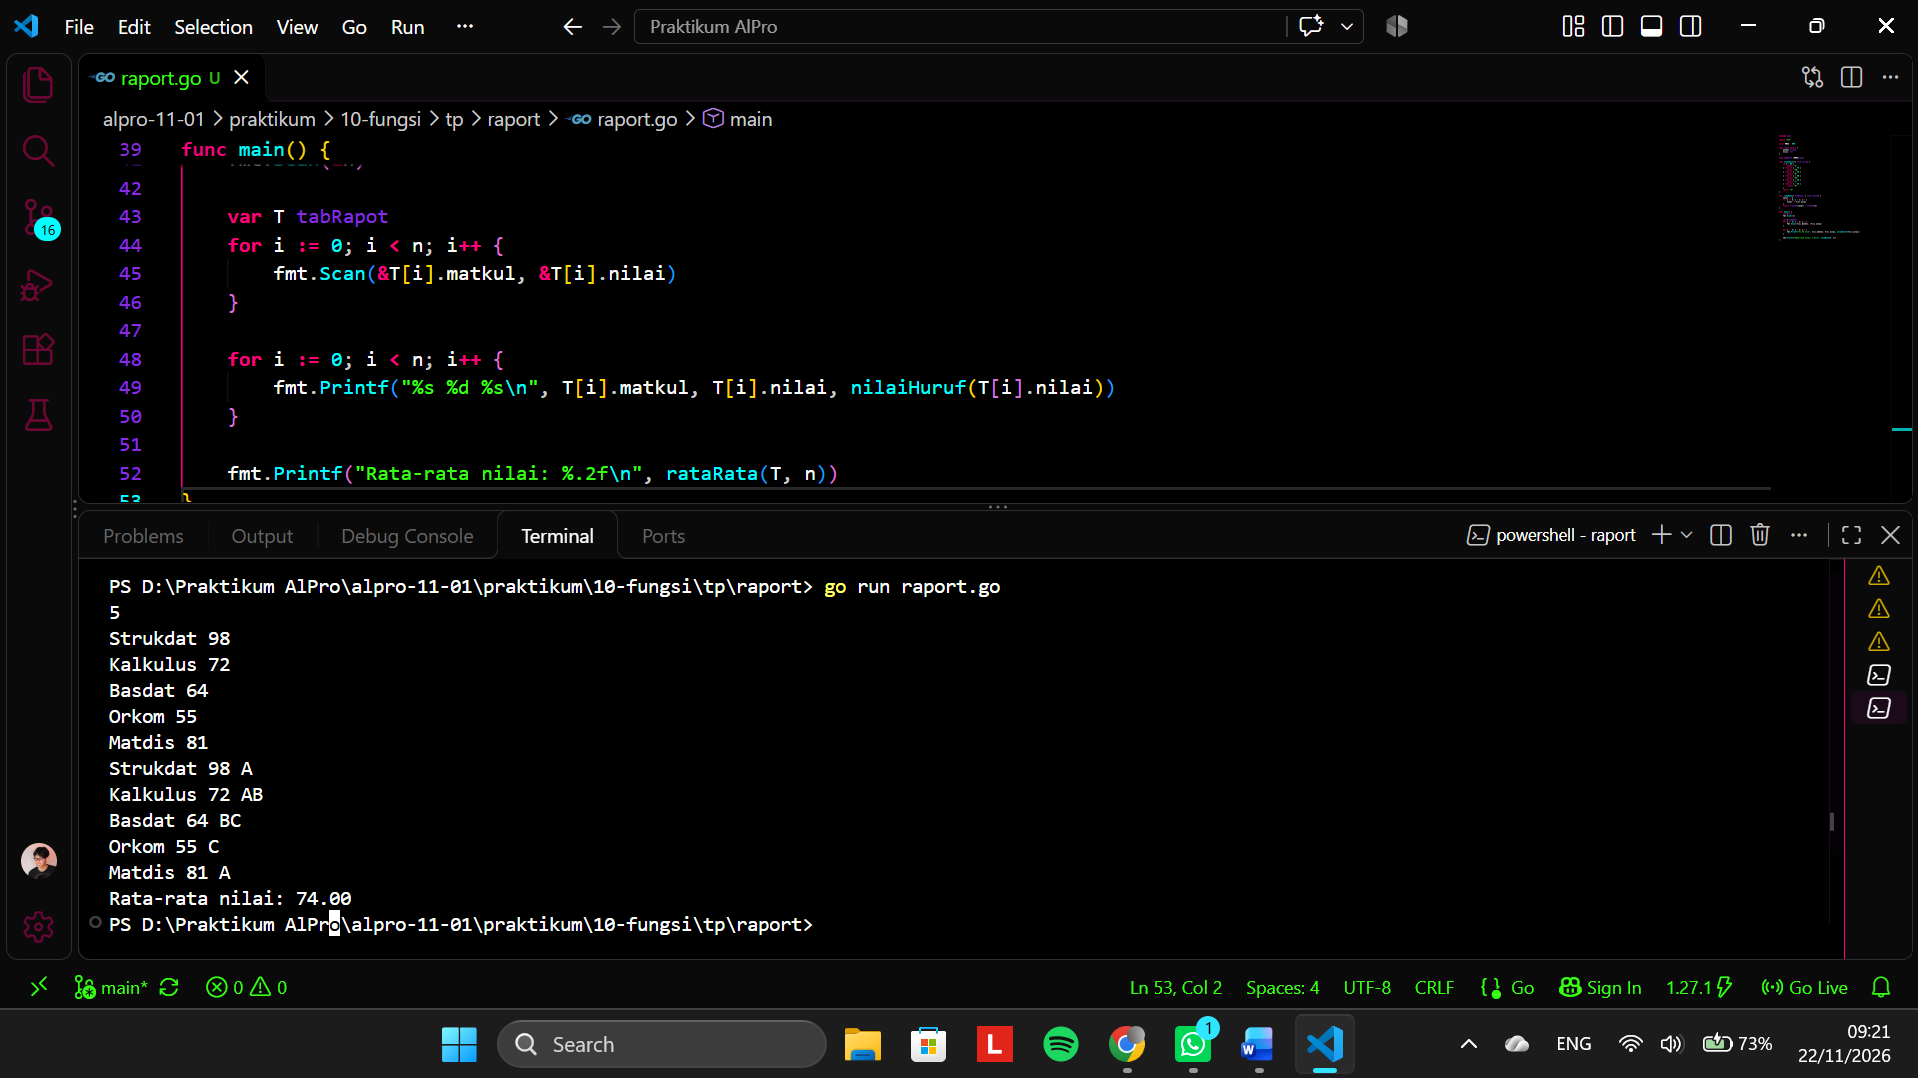 File Edit Selection View Go Run ··· Praktikum AlPro
raport.go U
alpro-11-01 > praktikum > 10-fungsi > tp > raport > raport.go > main
39 func main() {
42
43 var T tabRapot
44 for i := 0; i < n; i++ {
45 fmt.Scan(&T[i].matkul, &T[i].nilai)
46 }
47
48 for i := 0; i < n; i++ {
49 fmt.Printf("%s %d %s\n", T[i].matkul, T[i].nilai, nilaiHuruf(T[i].nilai))
50 }
51
52 fmt.Printf("Rata-rata nilai: %.2f\n", rataRata(T, n))
53 }
Problems Output Debug Console Terminal Ports powershell - raport
PS D:\Praktikum AlPro\alpro-11-01\praktikum\10-fungsi\tp\raport> go run raport.go
5
Strukdat 98
Kalkulus 72
Basdat 64
Orkom 55
Matdis 81
Strukdat 98 A
Kalkulus 72 AB
Basdat 64 BC
Orkom 55 C
Matdis 81 A
Rata-rata nilai: 74.00
PS D:\Praktikum AlPro\alpro-11-01\praktikum\10-fungsi\tp\raport>
16
main* 0 0 Ln 53, Col 2 Spaces: 4 UTF-8 CRLF Go Sign In 1.27.1 Go Live
Search L 1 ENG 73% 09:21
22/11/2026